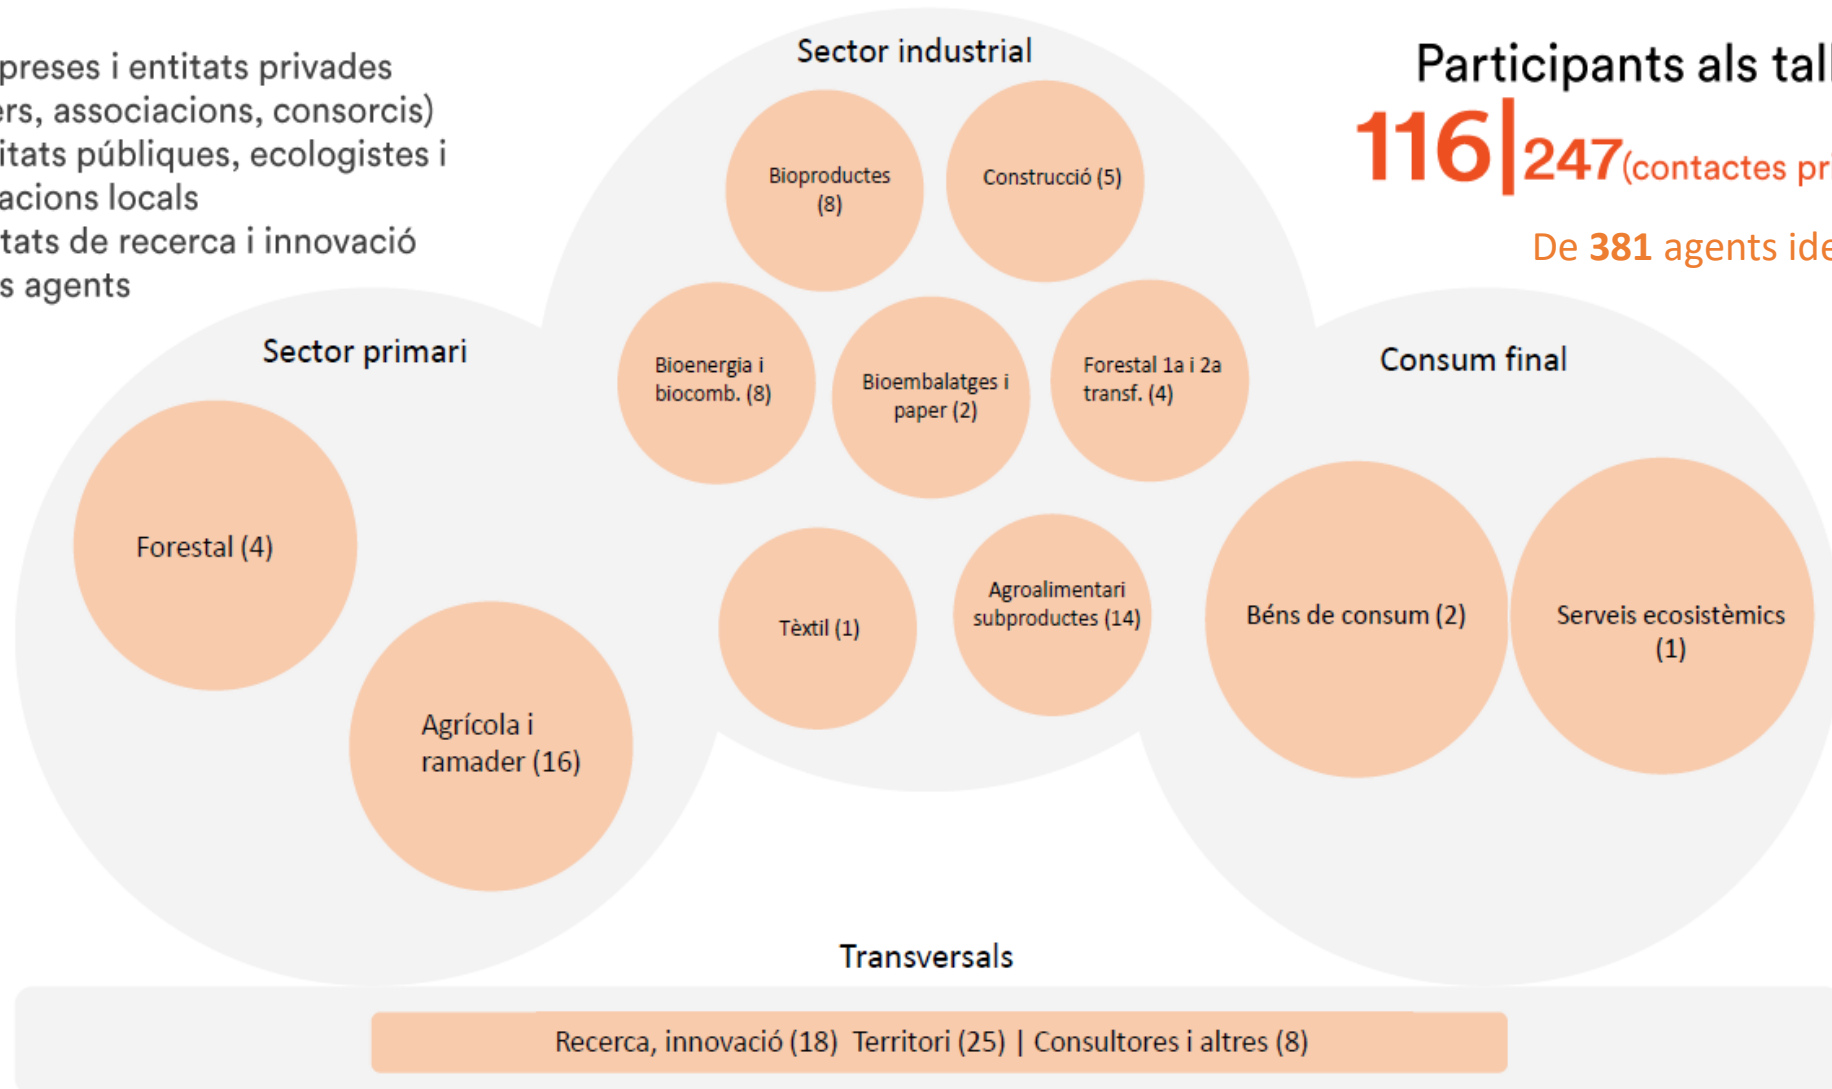 preses i entitats privades
ers, associacions, consorcis)
itats públiques, ecologistes i
acions locals
tats de recerca i innovació
s agents
Sector industrial
Participants als tall
116|247(contactes pri
De 381 agents ide
Bioproductes
(8)
Construcció (5)
Sector primari
Bioenergia i
biocomb. (8)
Bioembalatges i
paper (2)
Forestal 1a i 2a
transf. (4)
Consum final
Forestal (4)
Agrícola i
ramader (16)
Tèxtil (1)
Agroalimentari
subproductes (14)
Béns de consum (2)
Serveis ecosistèmics
(1)
Transversals
Recerca, innovació (18)  Territori (25) | Consultores i altres (8)